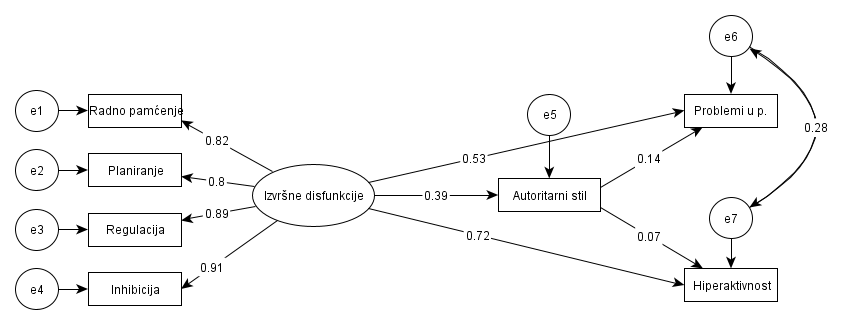 e6
e1
Radno pamćenje
e5
Problemi u p.
0.82
0.28
e2
Planiranje
0.53
0.14
0.8
Izvršne disfunkcije
0.39
Autoritarni stil
e3
Regulacija
0.89
e7
0.72
0.07
0.91
e4
Inhibicija
Hiperaktivnost